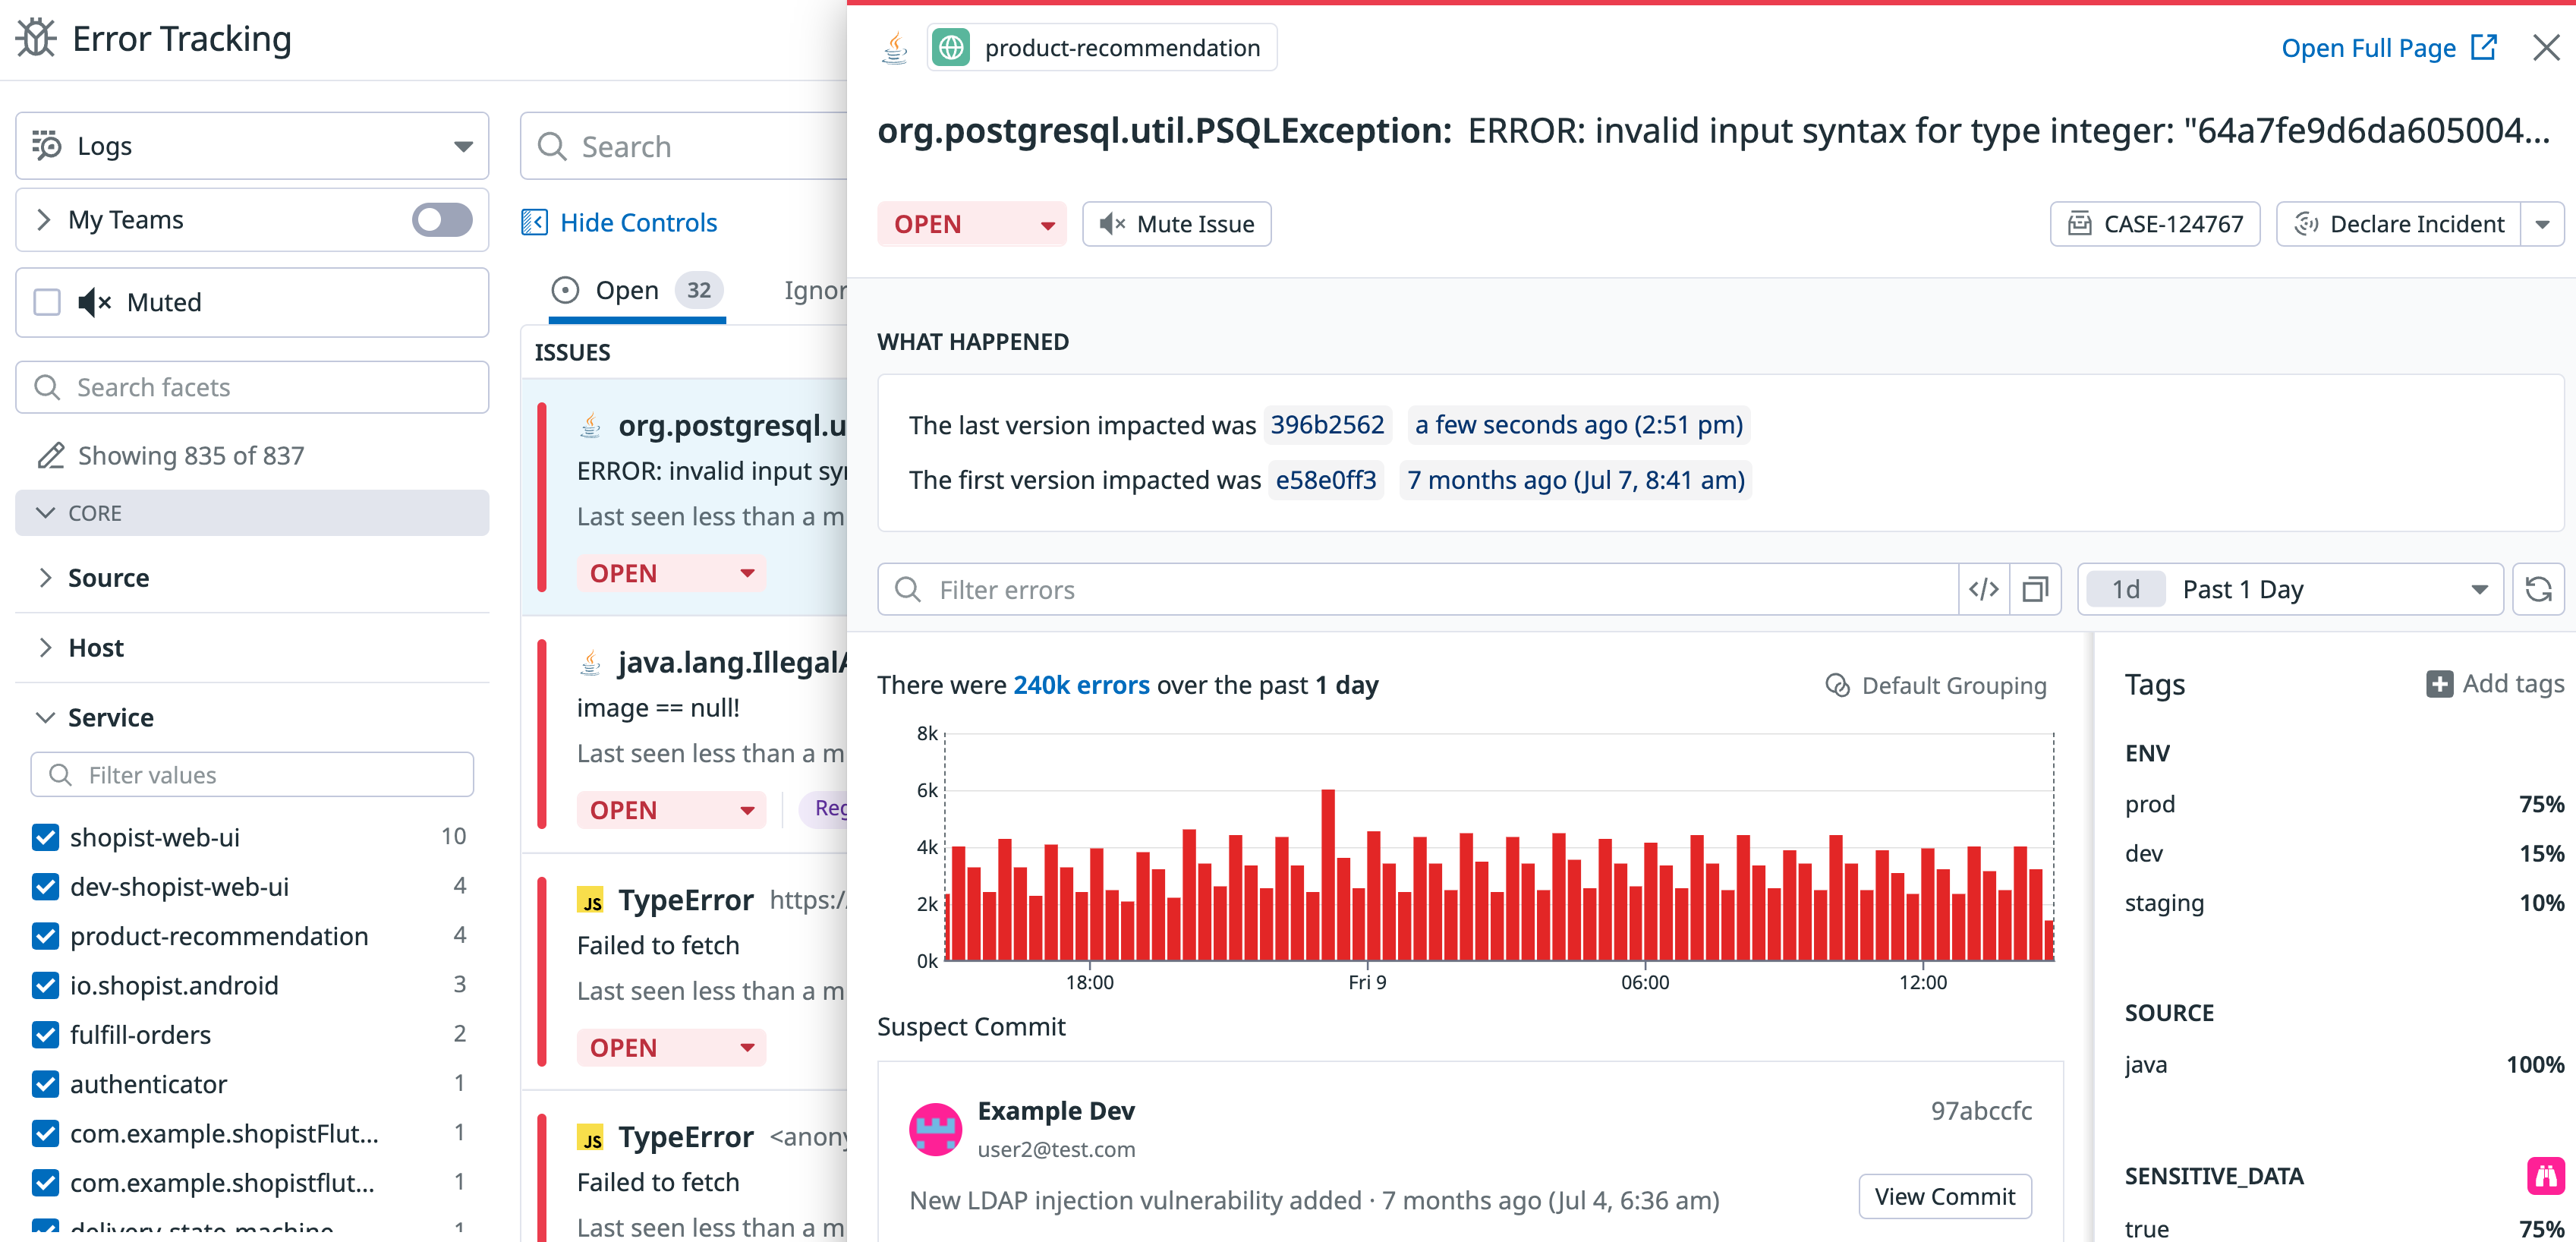 Error Tracking
Logs
My Teams
Muted
Search facets
Showing 835 of 837
CORE
Source
Host
Service
Filter values
shopist-web-ui 10
dev-shopist-web-ui 4
product-recommendation 4
io.shopist.android 3
fulfill-orders 2
authenticator 1
com.example.shopistFlut... 1
com.example.shopistflut... 1
delivery-state-machine 1
Search
Hide Controls
Open 32 Ignor
ISSUES
org.postgresql.u
ERROR: invalid input syn
Last seen less than a m
OPEN
java.lang.IllegalA
image == null!
Last seen less than a m
OPEN Reg
JS TypeError https:/
Failed to fetch
Last seen less than a m
OPEN
JS TypeError <anony
Failed to fetch
Last seen less than a m
product-recommendation
Open Full Page
org.postgresql.util.PSQLException: ERROR: invalid input syntax for type integer: "64a7fe9d6da605004...
OPEN Mute Issue CASE-124767 Declare Incident
WHAT HAPPENED
The last version impacted was 396b2562 a few seconds ago (2:51 pm)
The first version impacted was e58e0ff3 7 months ago (Jul 7, 8:41 am)
Filter errors </> 1d Past 1 Day
There were 240k errors over the past 1 day Default Grouping
8k
6k
4k
2k
0k
18:00 Fri 9 06:00 12:00
Suspect Commit
Example Dev 97abccfc
user2@test.com
New LDAP injection vulnerability added · 7 months ago (Jul 4, 6:36 am) View Commit
Tags Add tags
ENV
prod 75%
dev 15%
staging 10%
SOURCE
java 100%
SENSITIVE_DATA
true 75%